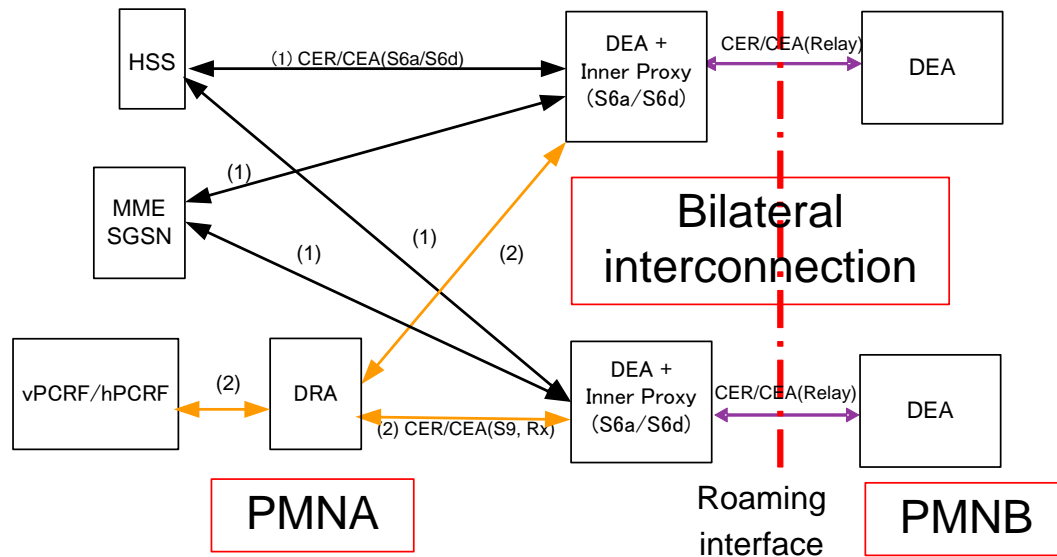 HSS
(1) CER/CEA(S6a/S6d)
DEA +
Inner Proxy
(S6a/S6d)
CER/CEA(Relay)
DEA
MME
SGSN
(1)
(1)
(1)
(2)
Bilateral
interconnection
vPCRF/hPCRF
(2)
DRA
(2) CER/CEA(S9, Rx)
DEA +
Inner Proxy
(S6a/S6d)
CER/CEA(Relay)
DEA
PMNA
Roaming
interface
PMNB